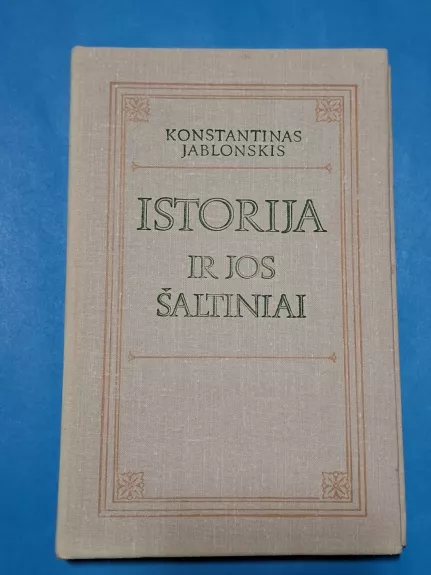 KONSTANTINAS
JABLONSKIS
ISTORIJA
IR JOS
ŠALTINIAI